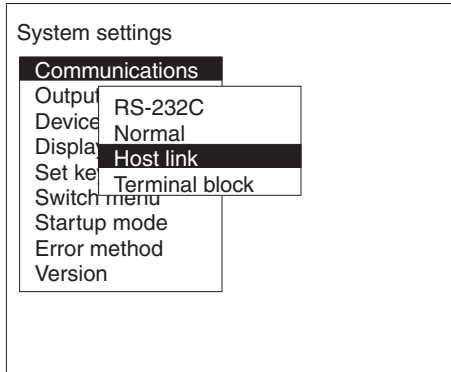 System settings
Communications
Output
RS-232C
Device
Normal
Display
Host link
Set key
Terminal block
Switch menu
Startup mode
Error method
Version